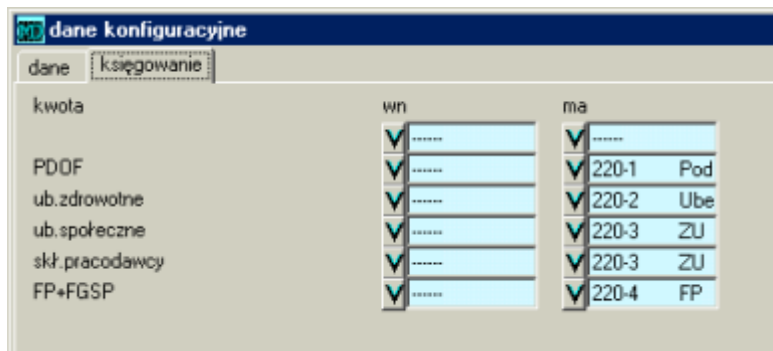 MD dane konfiguracyjne
dane księgowanie
kwota wn ma
V ------ V ------
PDOF V ------ V 220-1 Pod
ub.zdrowotne V ------ V 220-2 Ube
ub.społeczne V ------ V 220-3 ZU
skł.pracodawcy V ------ V 220-3 ZU
FP+FGSP V ------ V 220-4 FP